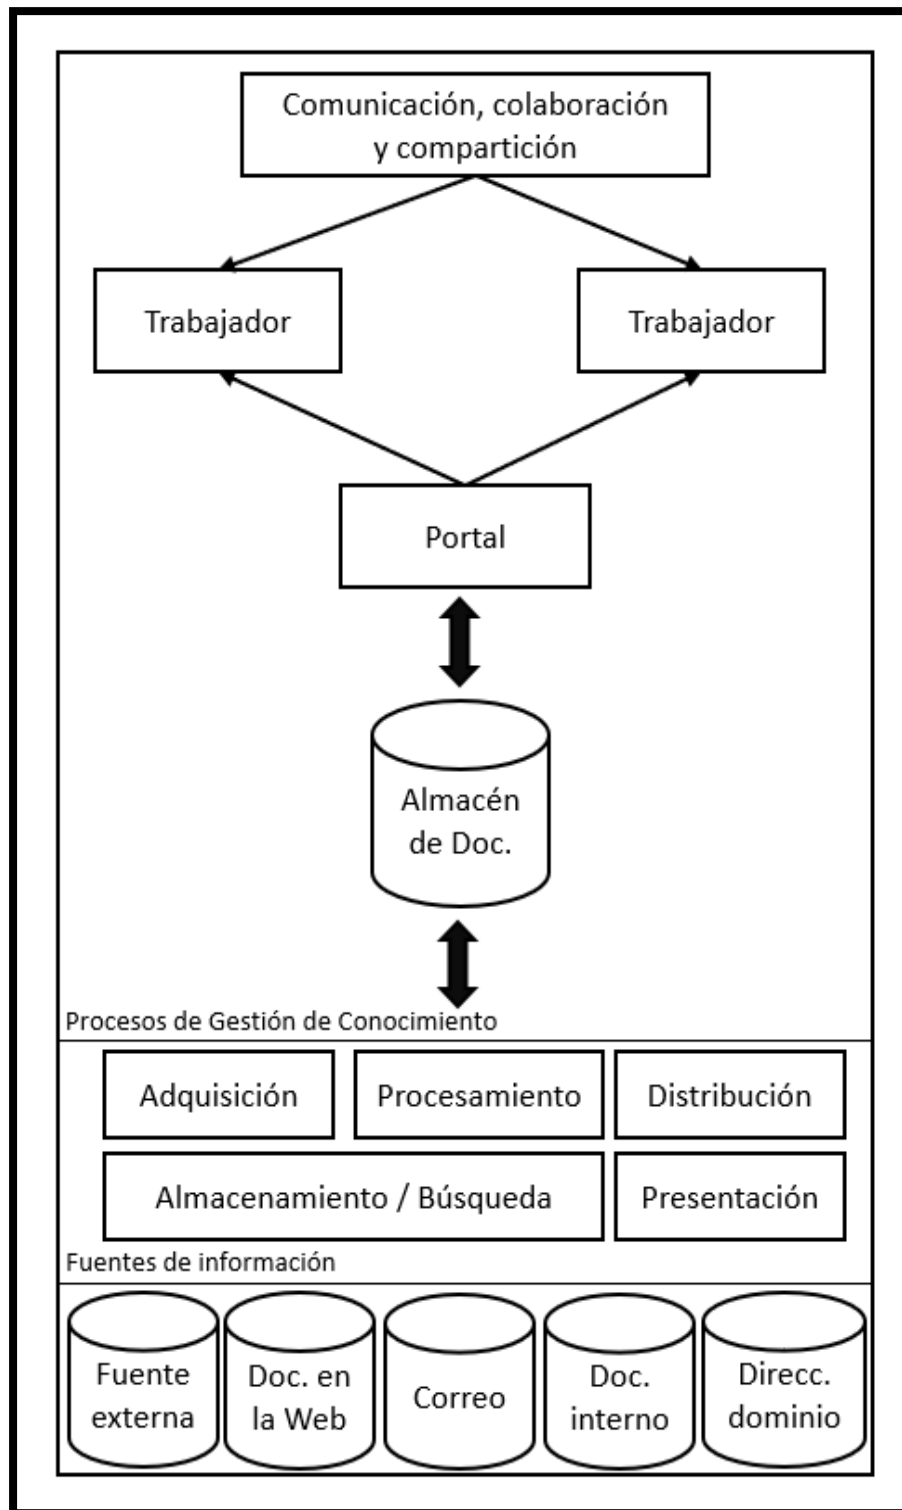 Comunicación, colaboración
y compartición
Trabajador
Trabajador
Portal
Almacén
de Doc.
Procesos de Gestión de Conocimiento
Adquisición
Procesamiento
Distribución
Almacenamiento / Búsqueda
Presentación
Fuentes de información
Fuente
externa
Doc. en
la Web
Correo
Doc.
interno
Direcc.
dominio